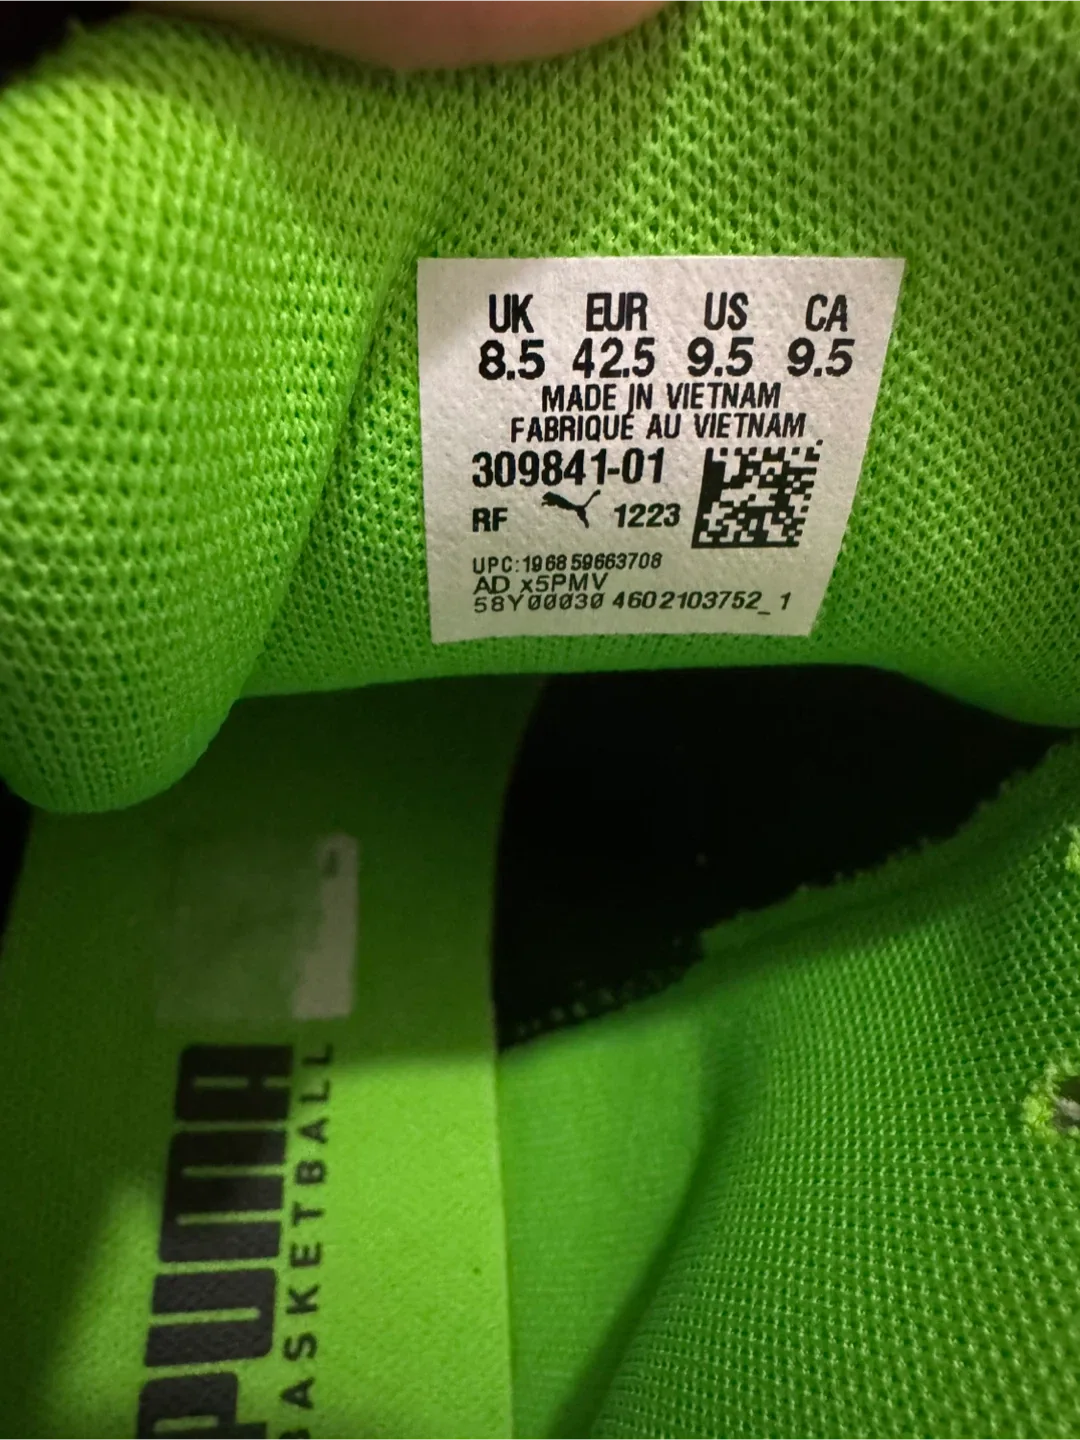 UK EUR US CA
8.5 42.5 9.5 9.5
MADE IN VIETNAM
FABRIQUÉ AU VIETNAM
309841-01
RF 1223
UPC:196859663708
AD x5PMV
58Y00030 4602103752_1
PUMA
BASKETBALL